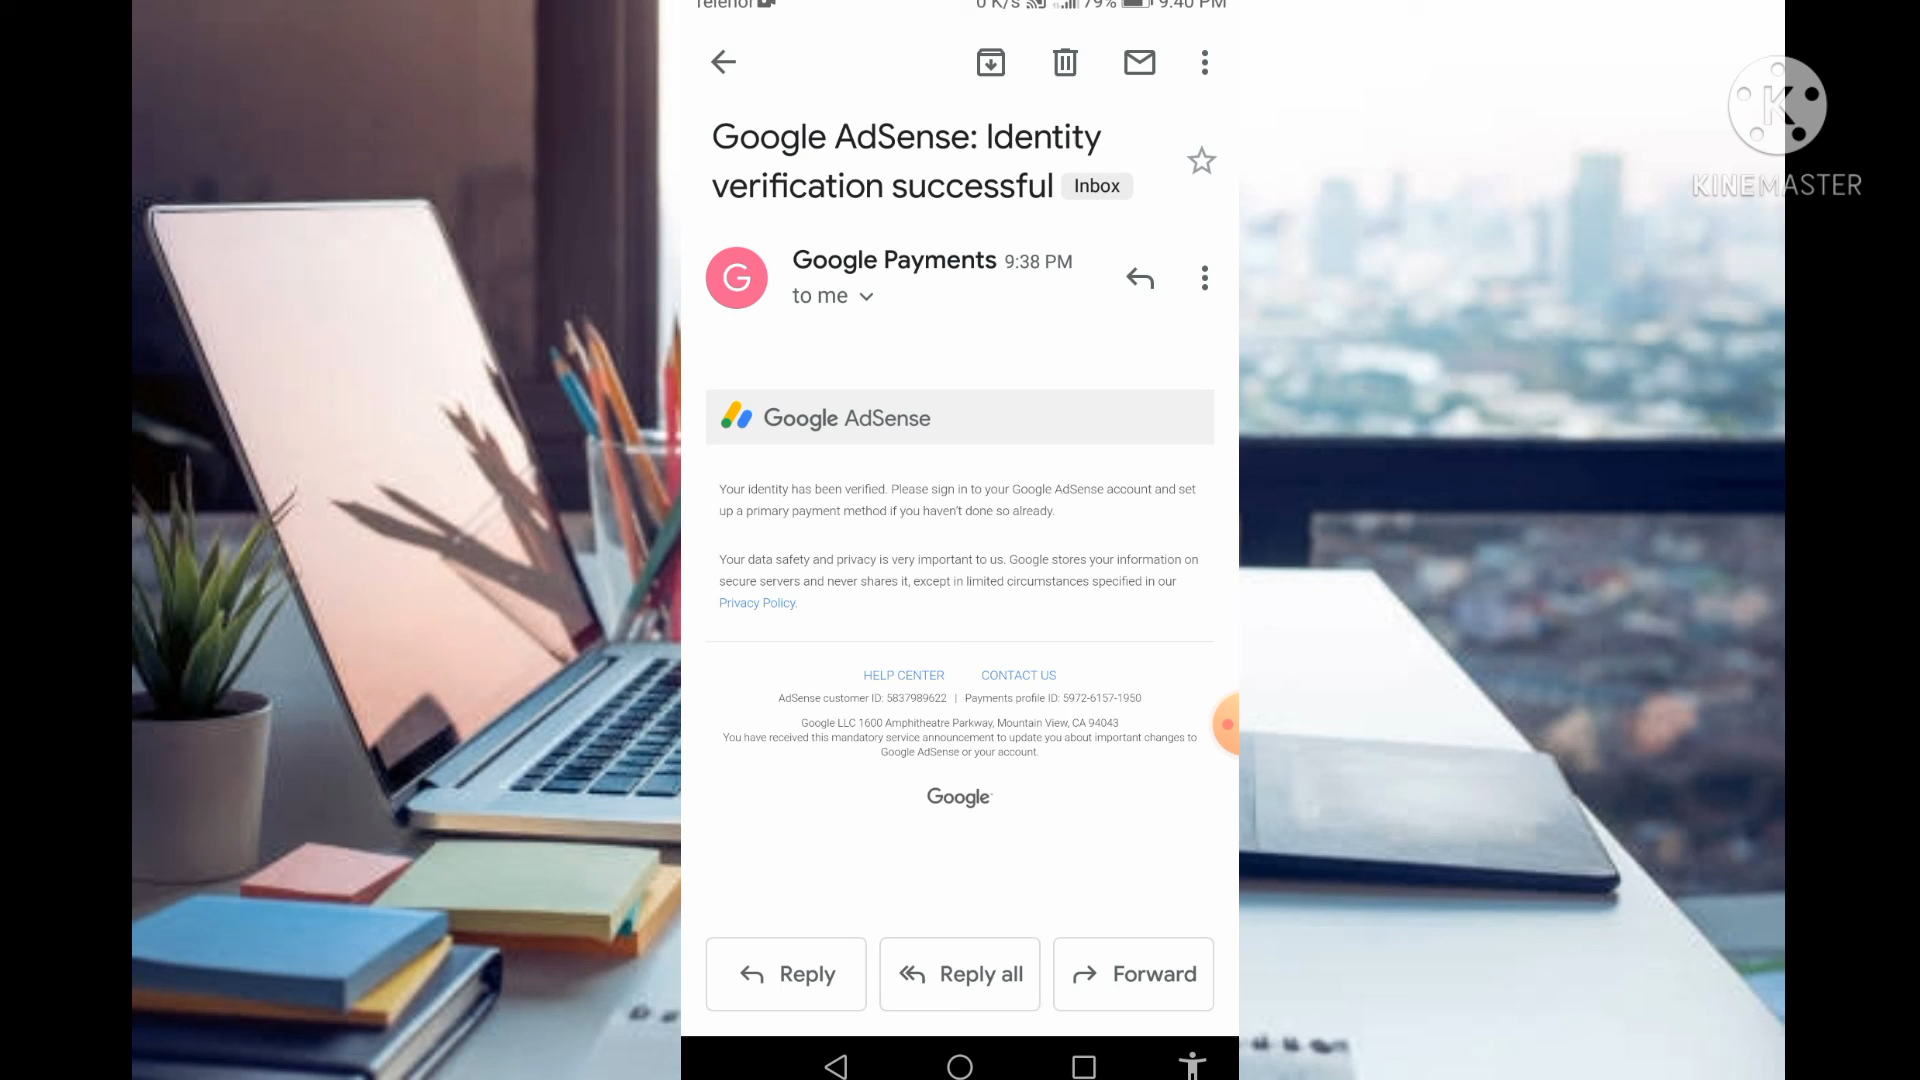 Telenor
0 K/s 79% 9:40 PM
K
KINEMASTER
Google AdSense: Identity
verification successful Inbox
G
Google Payments 9:38 PM
to me
Google AdSense
Your identity has been verified. Please sign in to your Google AdSense account and set
up a primary payment method if you haven't done so already.
Your data safety and privacy is very important to us. Google stores your information on
secure servers and never shares it, except in limited circumstances specified in our
Privacy Policy.
HELP CENTER CONTACT US
AdSense customer ID: 5837989622 | Payments profile ID: 5972-6157-1950
Google LLC 1600 Amphitheatre Parkway, Mountain View, CA 94043
You have received this mandatory service announcement to update you about important changes to
Google AdSense or your account.
Google
Reply Reply all Forward